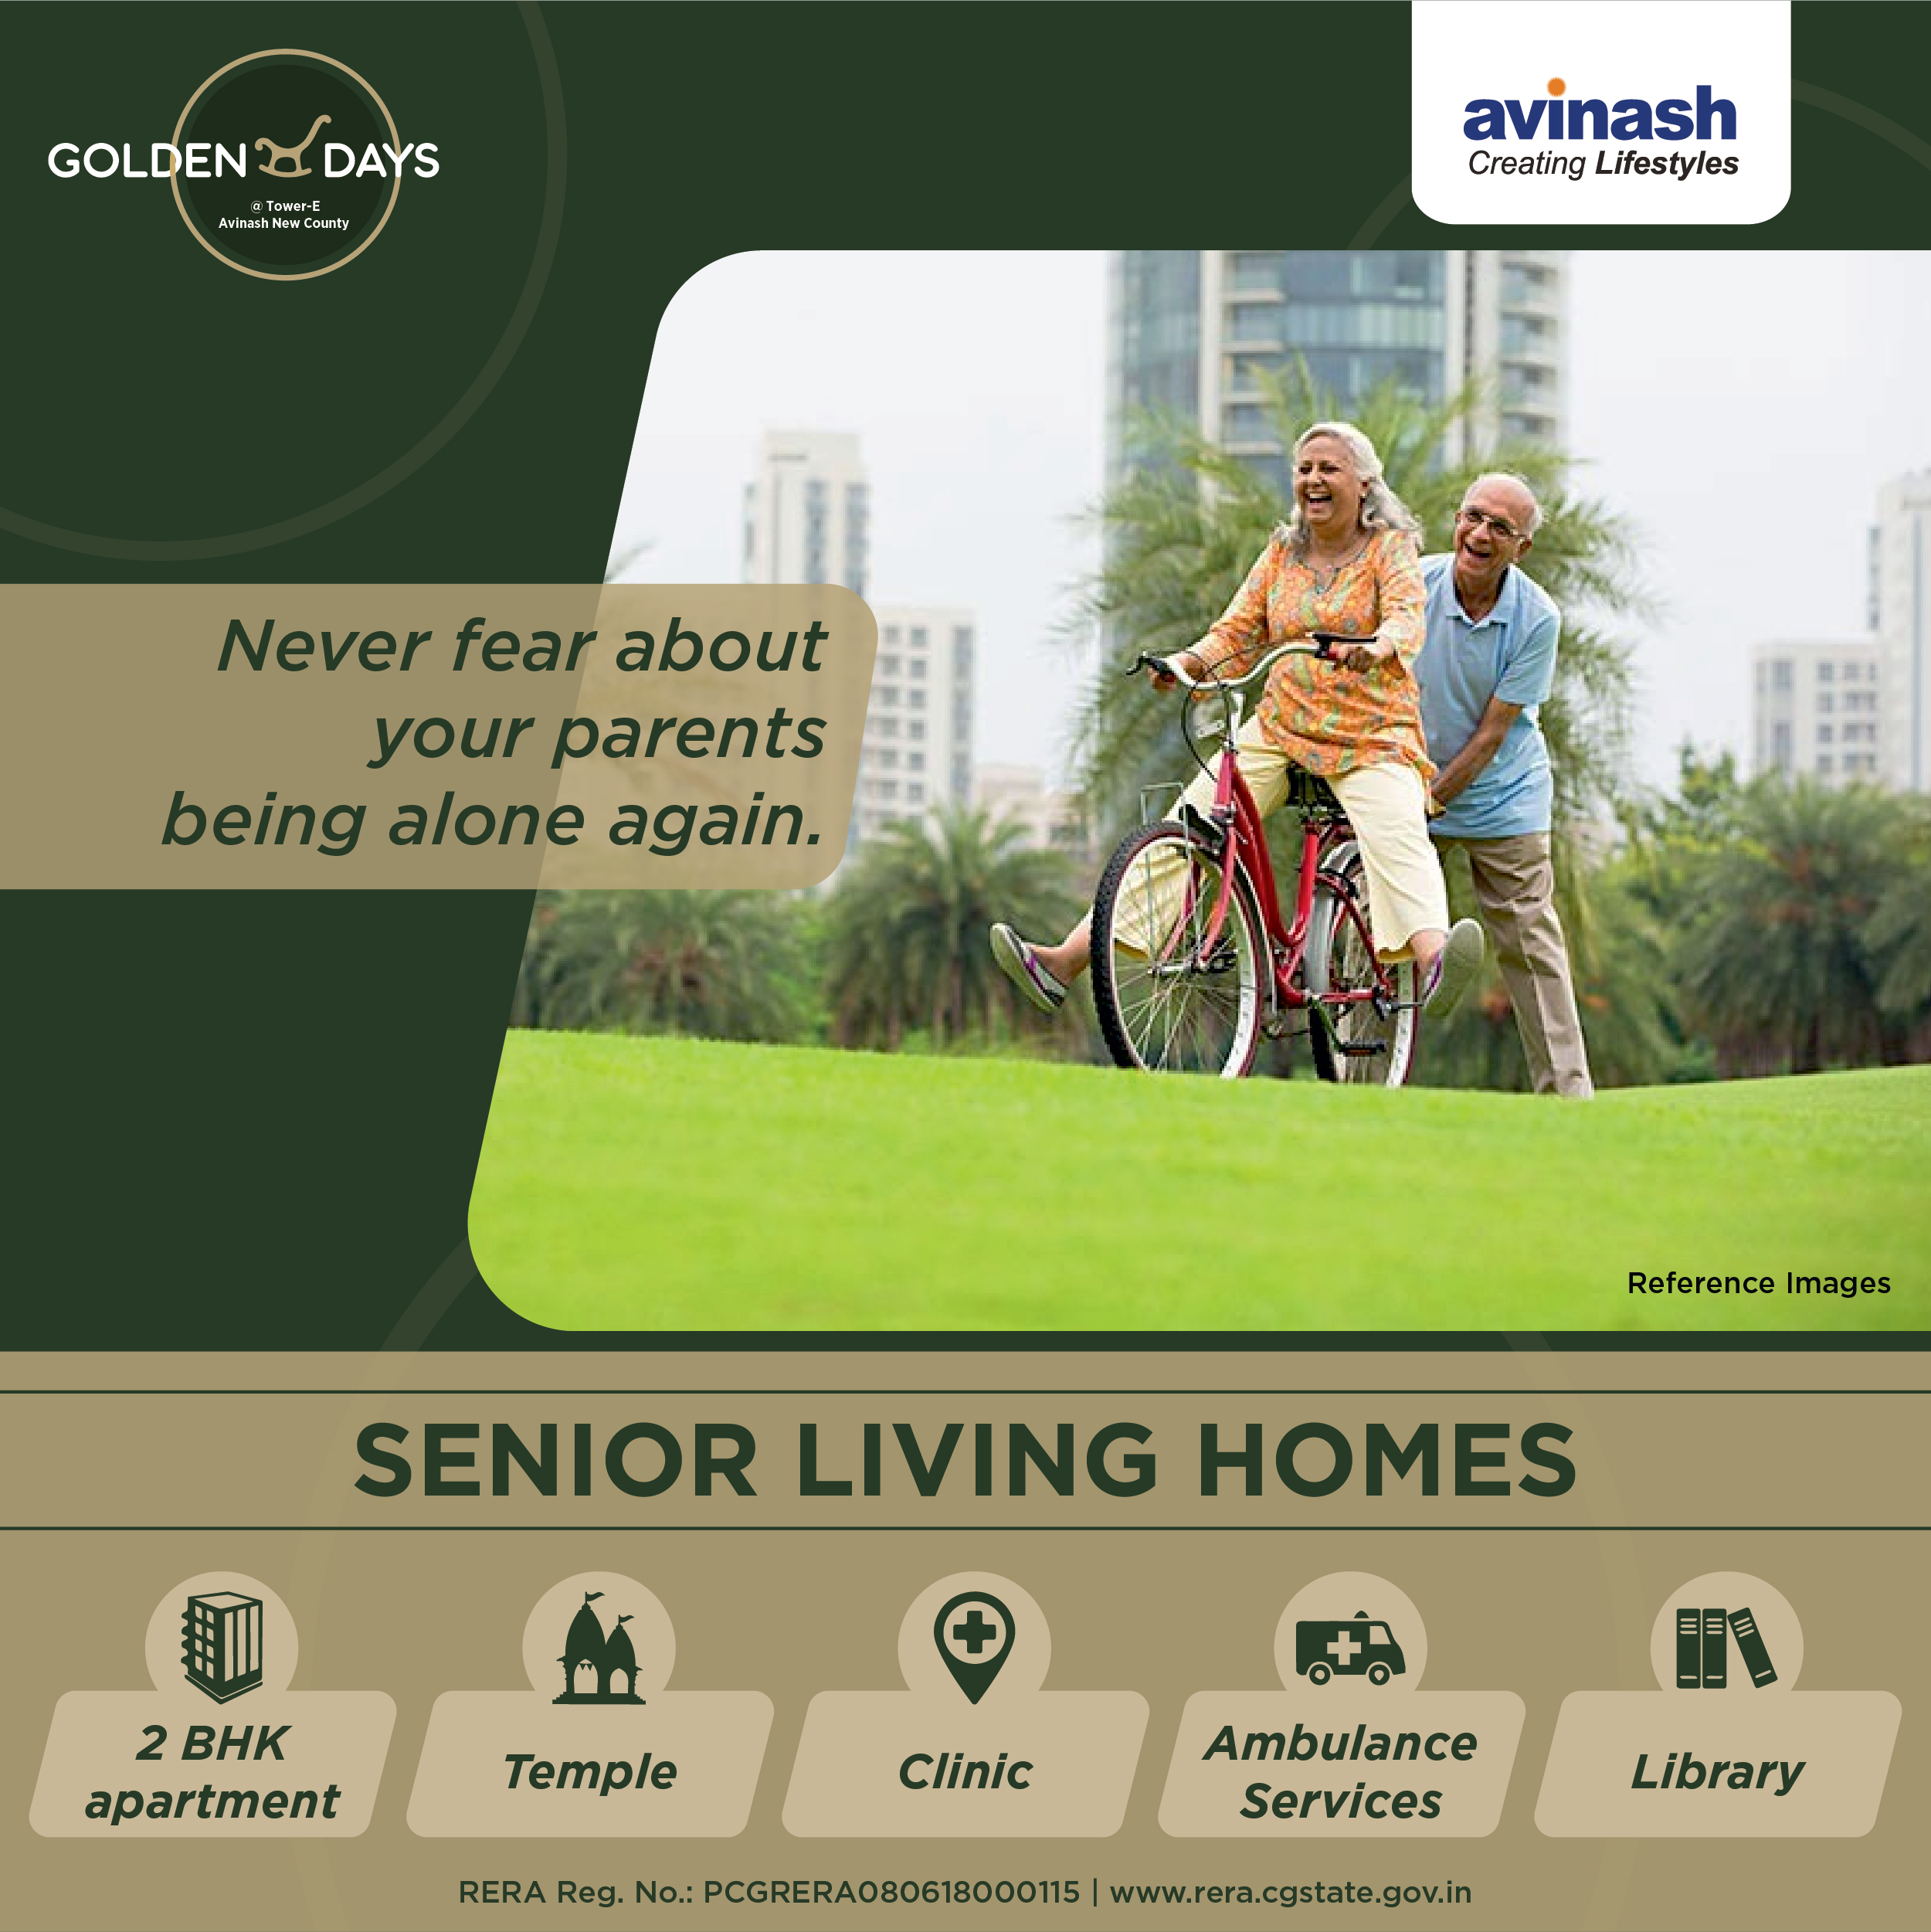 GOLDEN DAYS
@ Tower-E
Avinash New County
avinash
Creating Lifestyles
Never fear about
your parents
being alone again.
Reference Images
SENIOR LIVING HOMES
2 BHK
apartment
Temple
Clinic
Ambulance
Services
Library
RERA Reg. No.: PCGRERA080618000115 | www.rera.cgstate.gov.in